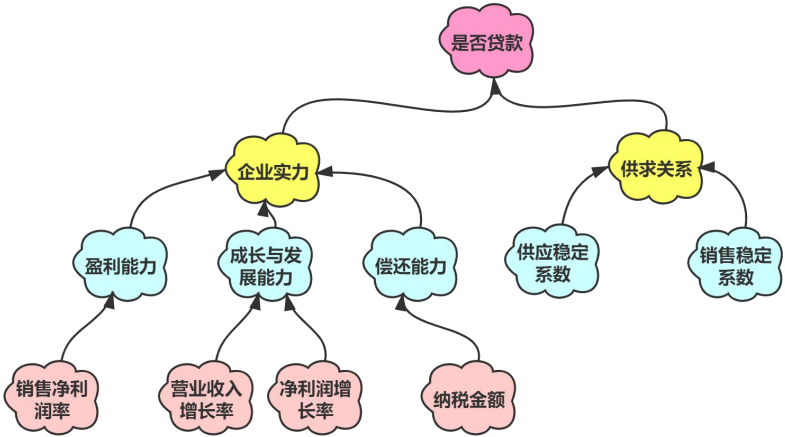 是否贷款
企业实力
供求关系
盈利能力
成长与发
展能力
偿还能力
供应稳定
系数
销售稳定
系数
销售净利
润率
营业收入
增长率
净利润增
长率
纳税金额